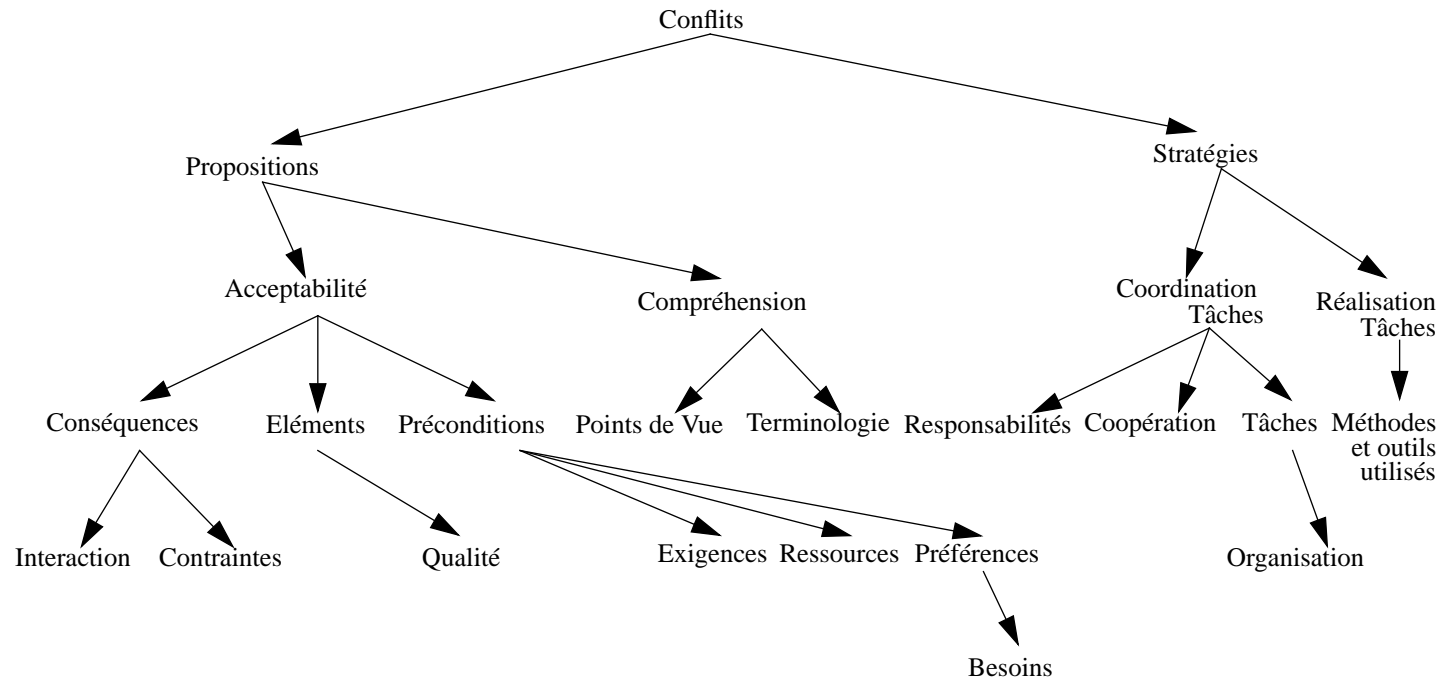 Conflits
Propositions
Stratégies
Acceptabilité
Compréhension
Coordination
Tâches
Réalisation
Tâches
Conséquences
Eléments
Préconditions
Points de Vue
Terminologie
Responsabilités
Coopération
Tâches
Méthodes
et outils
utilisés
Interaction
Contraintes
Qualité
Exigences
Ressources
Préférences
Organisation
Besoins